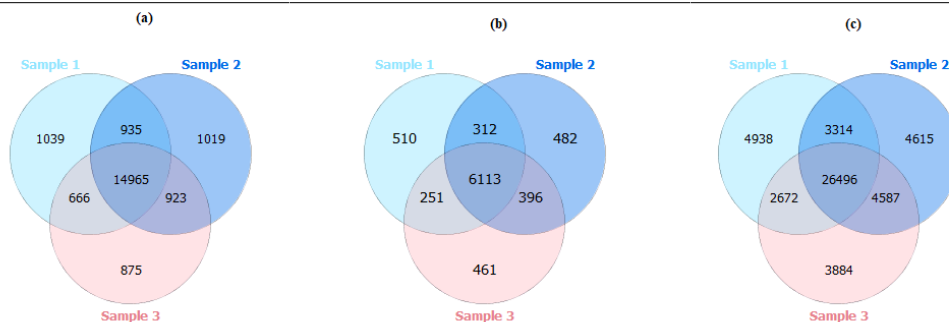 (a) (b) (c)
Sample 1 Sample 2 Sample 1 Sample 2 Sample 1 Sample 2
1039 935 1019 510 312 482 4938 3314 4615
14965 6113 26496
666 923 251 396 2672 4587
875 461 3884
Sample 3 Sample 3 Sample 3